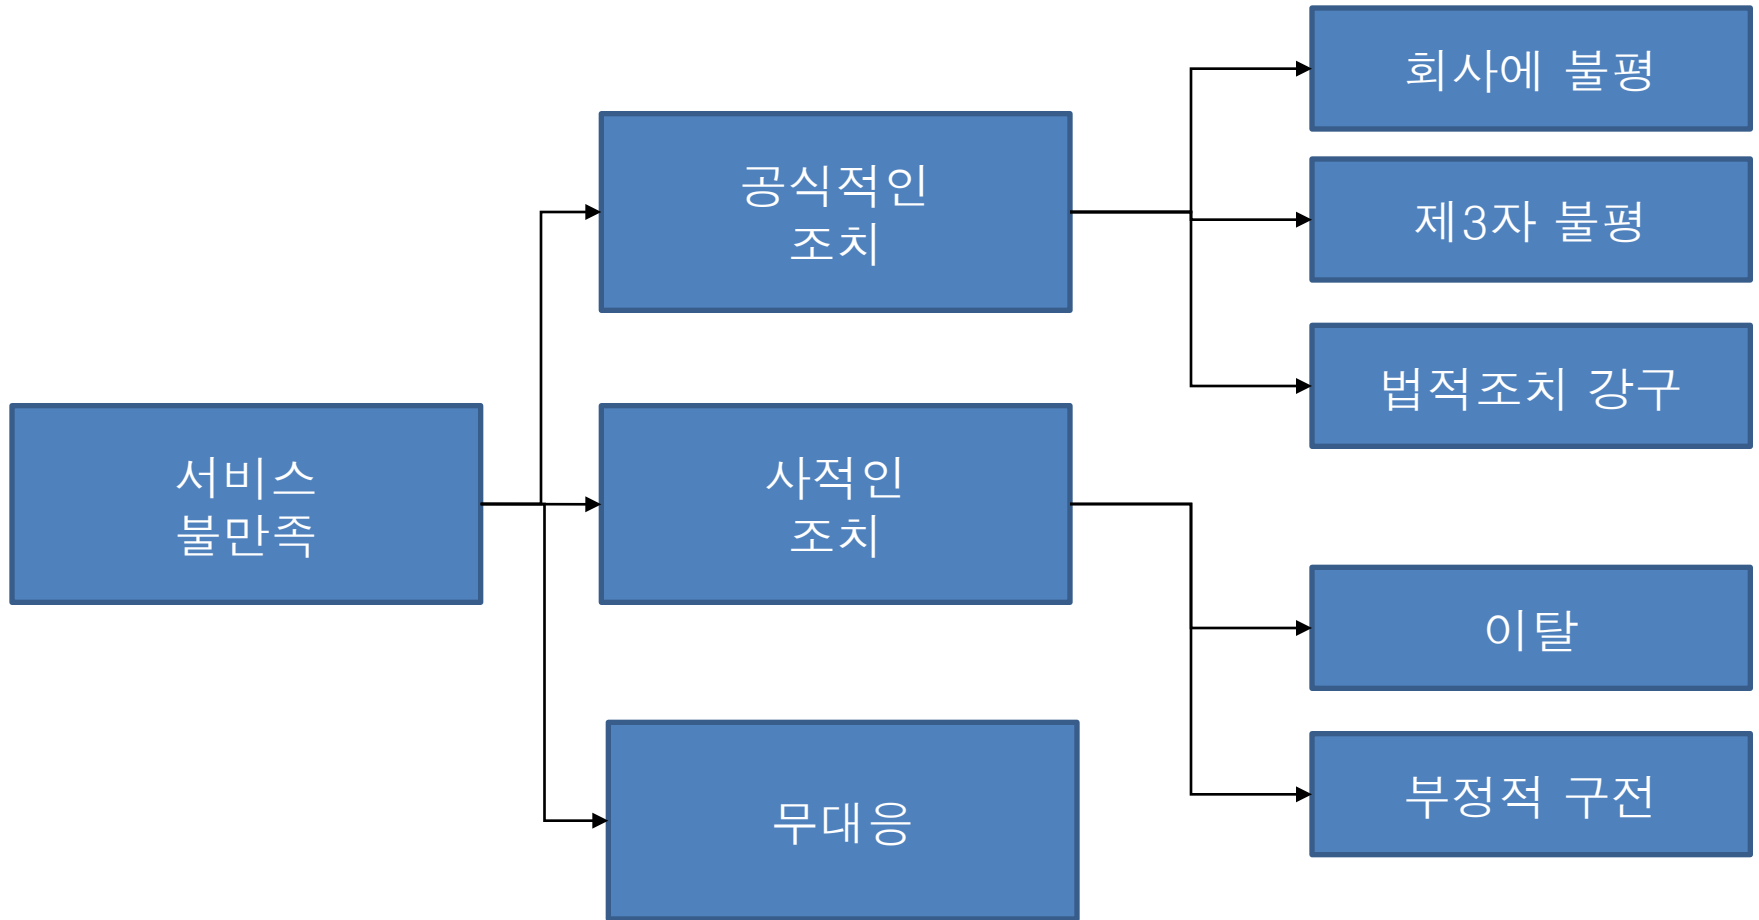 서비스
불만족
공식적인
조치
사적인
조치
무대응
회사에 불평
제3자 불평
법적조치 강구
이탈
부정적 구전